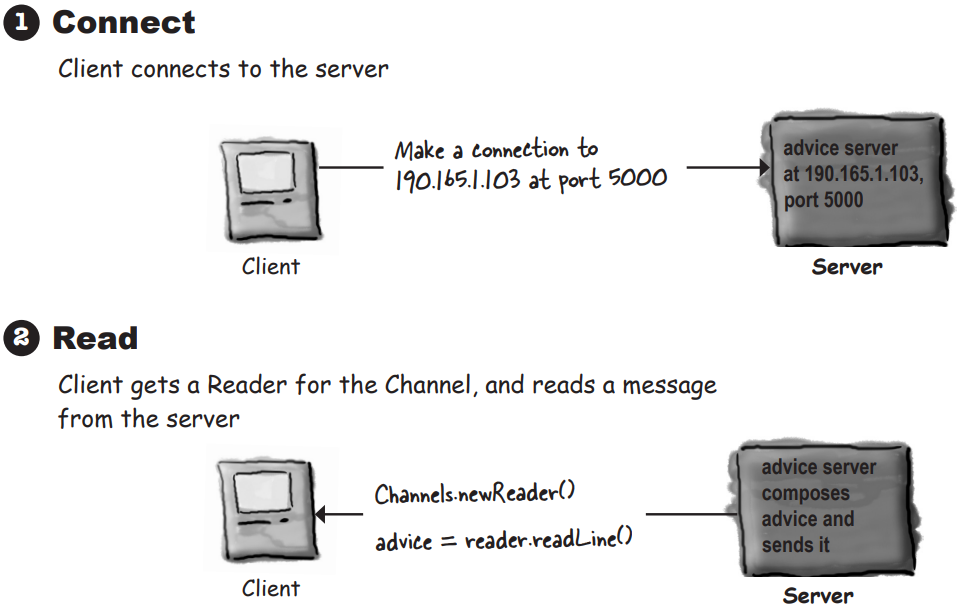 1 Connect
Client connects to the server
Make a connection to
190.165.1.103 at port 5000
advice server
at 190.165.1.103,
port 5000
Client
Server
2 Read
Client gets a Reader for the Channel, and reads a message
from the server
Channels.newReader()
advice = reader.readLine()
advice server
composes
advice and
sends it
Client
Server